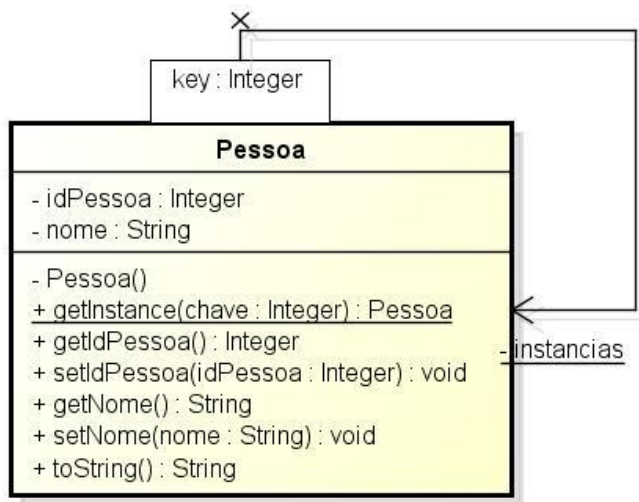 key : Integer
Pessoa
- idPessoa : Integer
- nome : String
- Pessoa()
+ getInstance(chave : Integer) : Pessoa
+ getIdPessoa() : Integer
+ setIdPessoa(idPessoa : Integer) : void
+ getNome() : String
+ setNome(nome : String) : void
+ toString() : String
- instancias